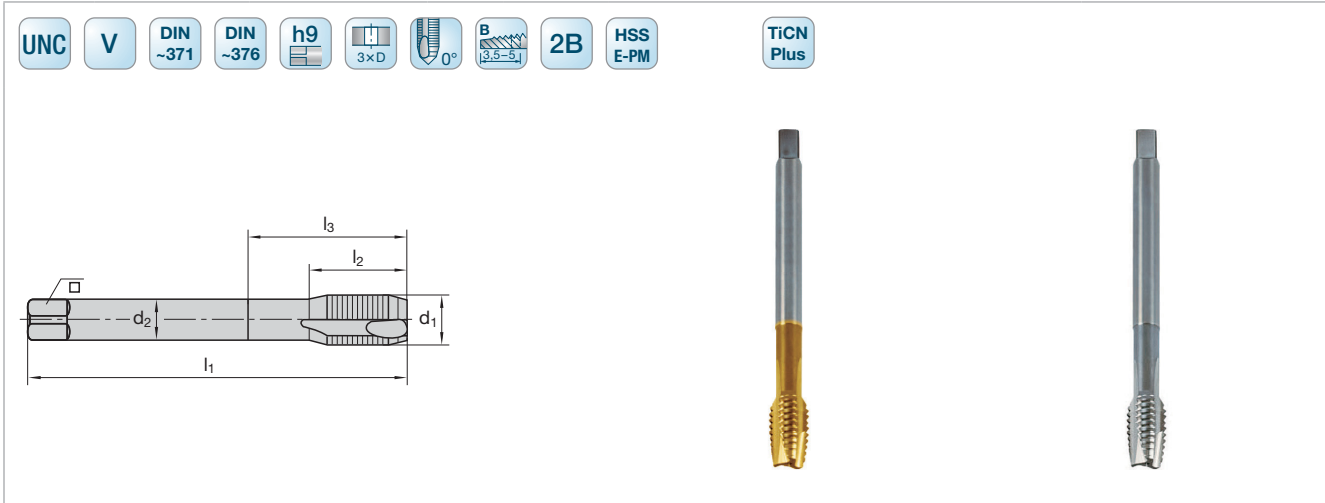 UNC
V
DIN
~371
DIN
~376
h9
3×D
0°
B
3,5–5
2B
HSS
E-PM
TiCN
Plus
l3
l2
d2
d1
l1